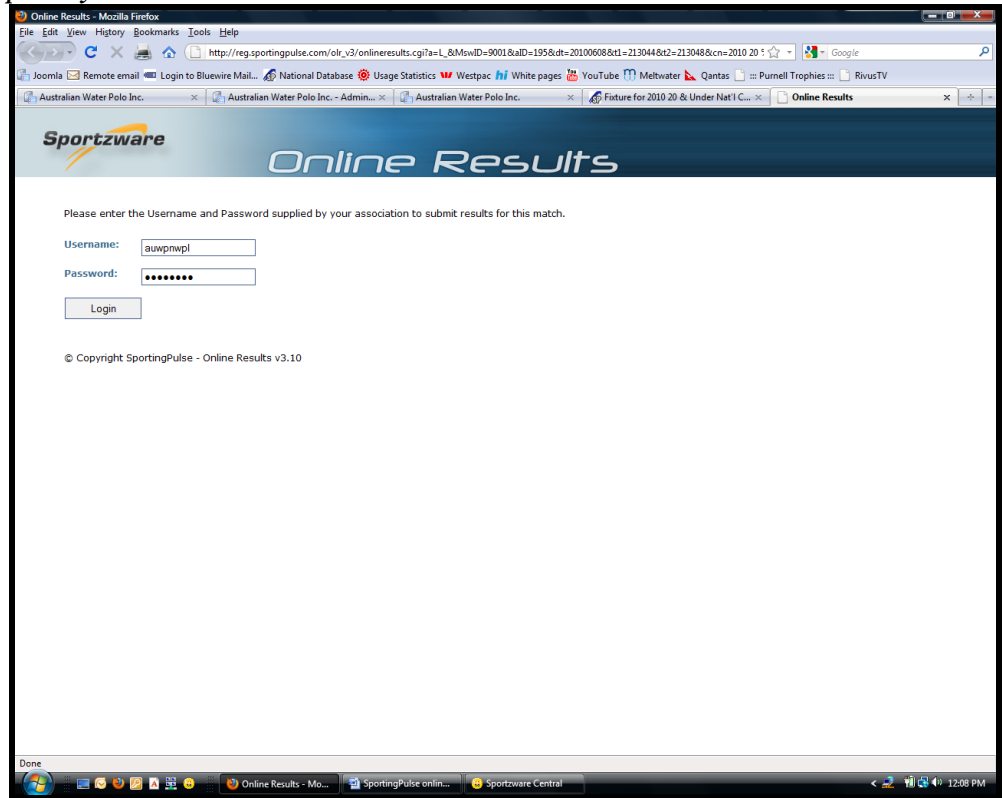 Online Results - Mozilla Firefox
File Edit View History Bookmarks Tools Help
http://reg.sportingpulse.com/olr_v3/onlineresults.cgi?a=L_&MswID=9001&aID=195&dt=20100608&t1=213044&t2=213048&cn=2010 20 Google
Joomla Remote email Login to Bluewire Mail... National Database Usage Statistics Westpac White pages YouTube Meltwater Qantas ::: Purnell Trophies ::: RivusTV
Australian Water Polo Inc. Australian Water Polo Inc. - Admin... Australian Water Polo Inc. Fixture for 2010 20 & Under Nat'l C... Online Results
Sportzware
Online Results
Please enter the Username and Password supplied by your association to submit results for this match.
Username: auwpnwpl
Password: ••••••••
Login
© Copyright SportingPulse - Online Results v3.10
Done
Online Results - Mo... SportingPulse onlin... Sportzware Central 12:08 PM